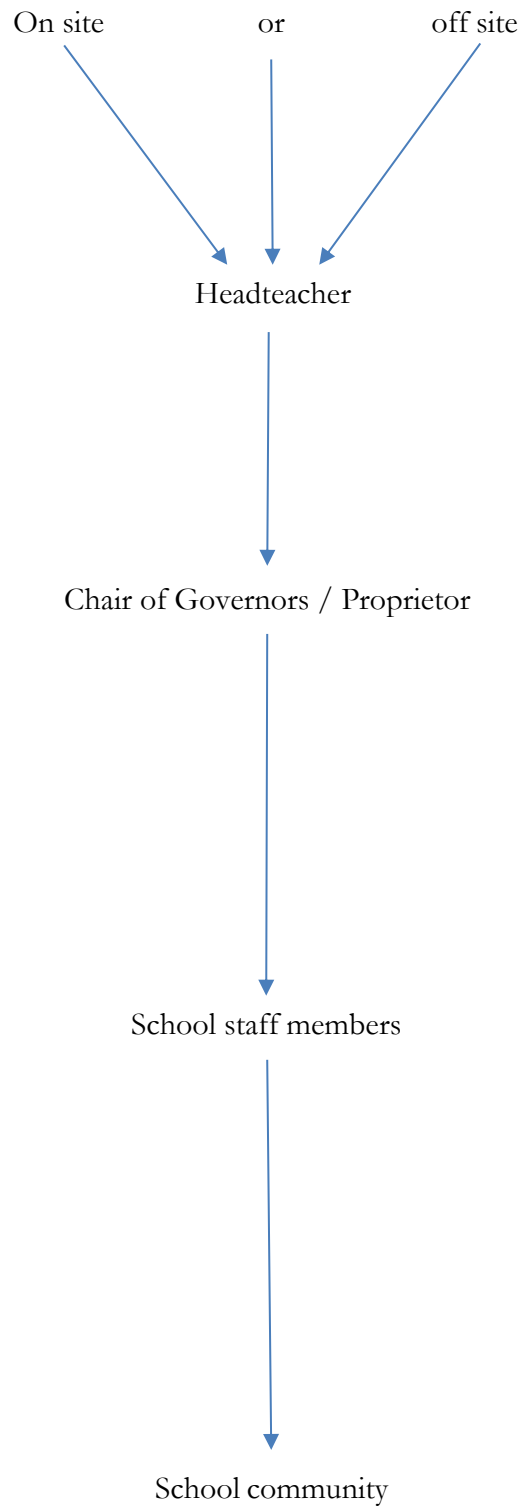 On site or off site
Headteacher
Chair of Governors / Proprietor
School staff members
School community